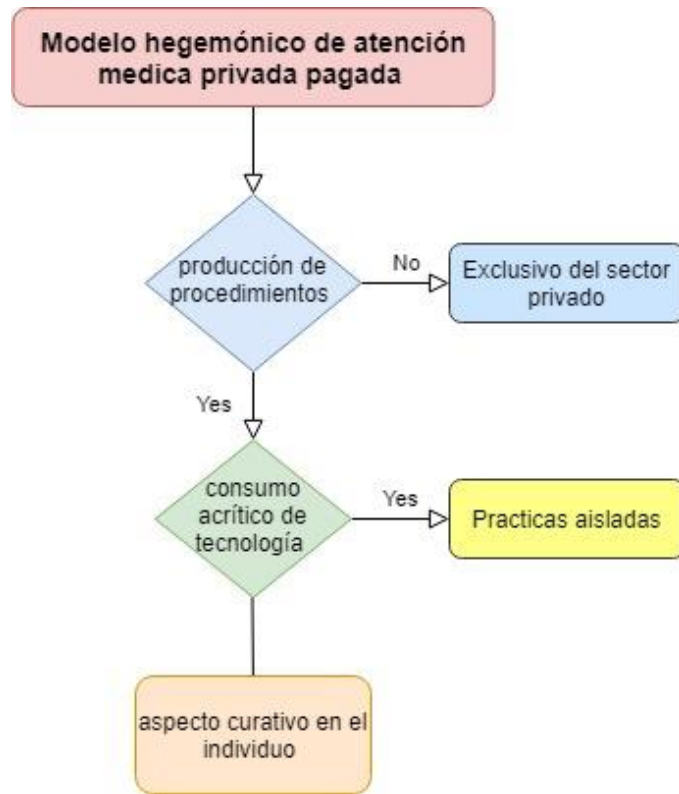 Modelo hegemónico de atención
medica privada pagada
producción de
procedimientos
No
Exclusivo del sector
privado
Yes
consumo
acrítico de
tecnología
Yes
Practicas aisladas
aspecto curativo en el
individuo